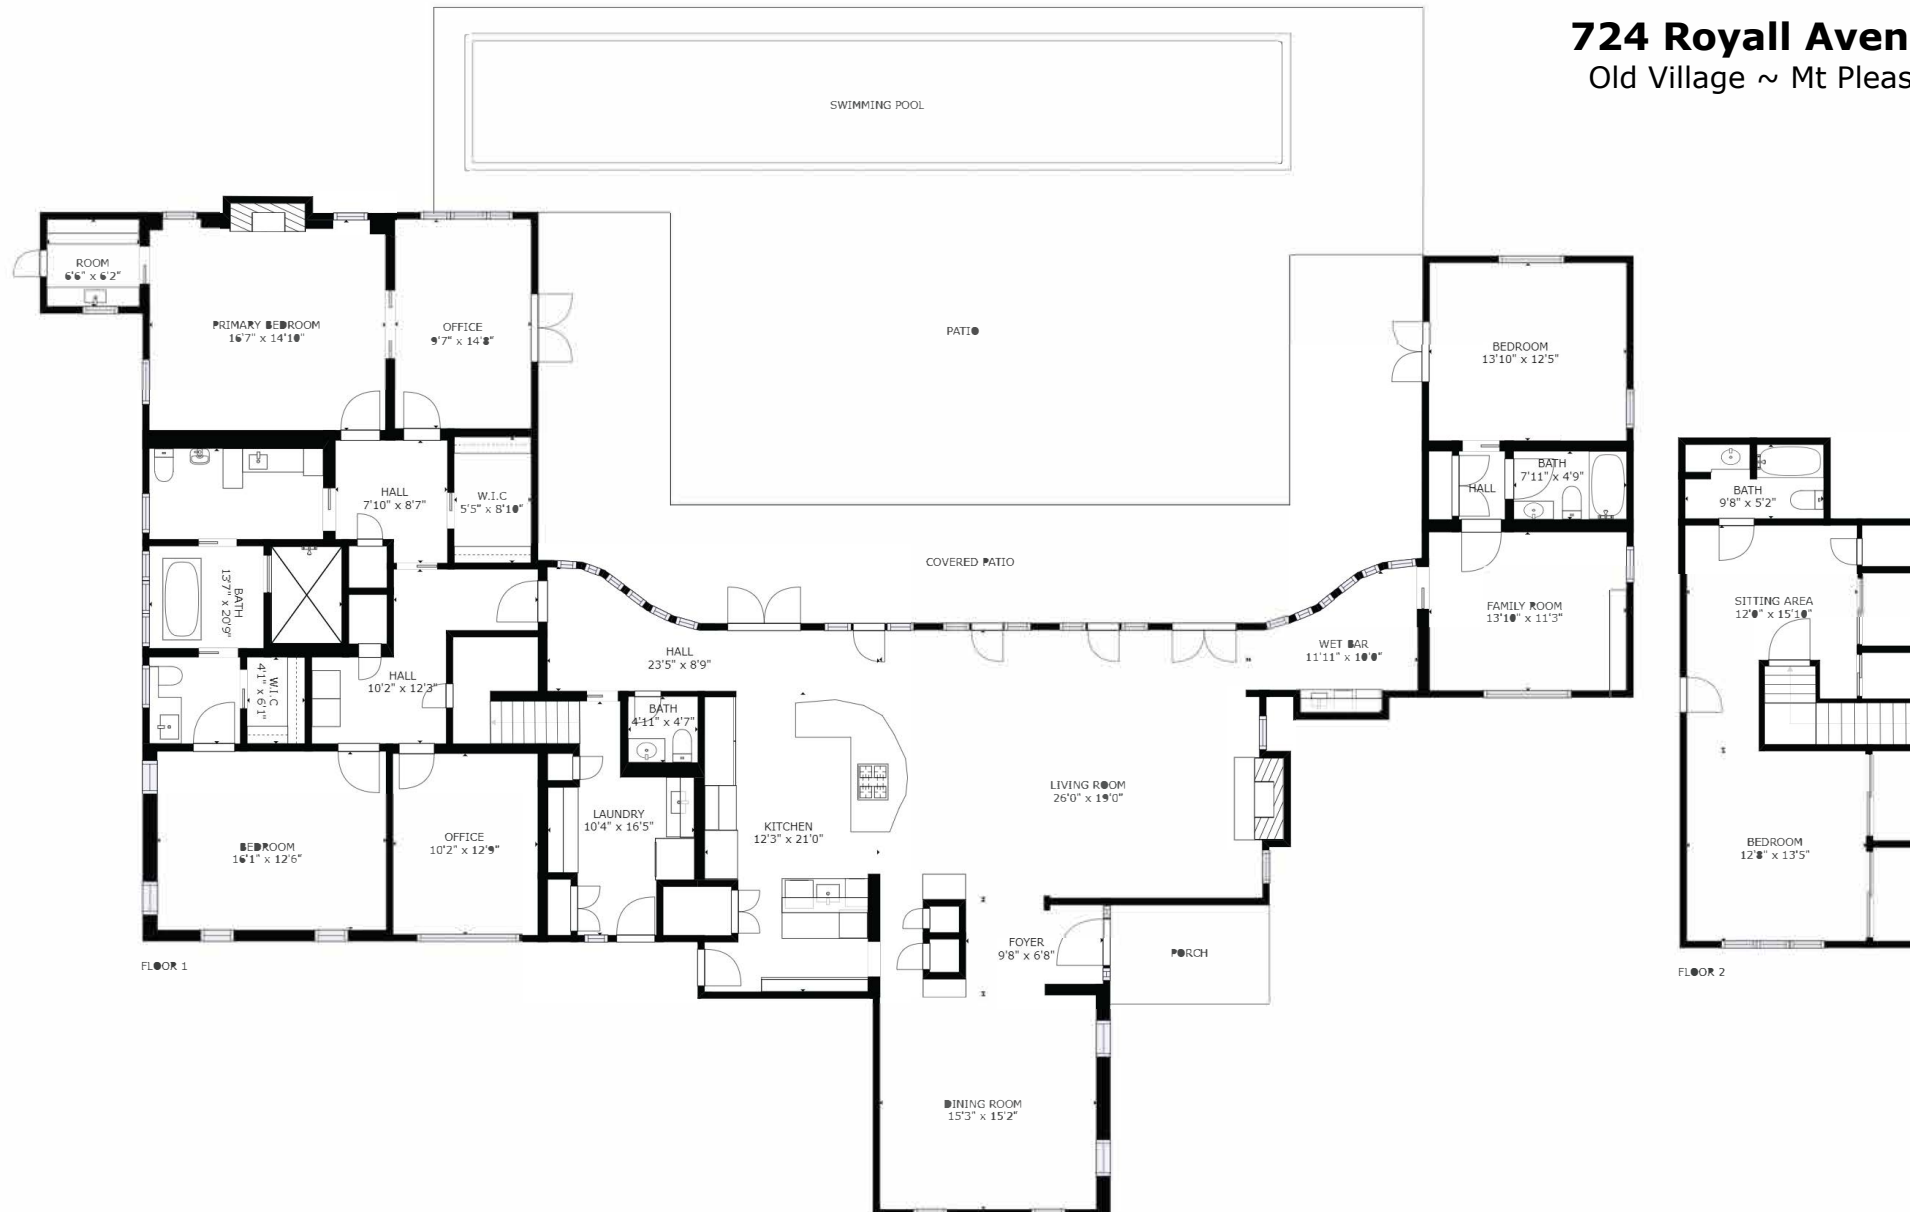 724 Royall Aven
Old Village ~ Mt Pleas
SWIMMING POOL
ROOM
6'6" x 6'2"
PRIMARY BEDROOM
16'7" x 14'10"
OFFICE
9'7" x 14'8"
PATIO
BEDROOM
13'10" x 12'5"
HALL
7'10" x 8'7"
W.I.C
5'5" x 8'10"
BATH
7'11" x 4'9"
HALL
BATH
9'8" x 5'2"
COVERED PATIO
BATH
13'7" x 20'9"
FAMILY ROOM
13'10" x 11'3"
SITTING AREA
12'0" x 15'10"
HALL
23'5" x 8'9"
WET BAR
11'11" x 10'0"
HALL
10'2" x 12'3"
W.I.C
4'1" x 6'1"
BATH
4'11" x 4'7"
LIVING ROOM
26'0" x 19'0"
LAUNDRY
10'4" x 16'5"
KITCHEN
12'3" x 21'0"
OFFICE
10'2" x 12'9"
BEDROOM
16'1" x 12'6"
BEDROOM
12'8" x 13'5"
FOYER
9'8" x 6'8"
PORCH
FLOOR 1
FLOOR 2
DINING ROOM
15'3" x 15'2"